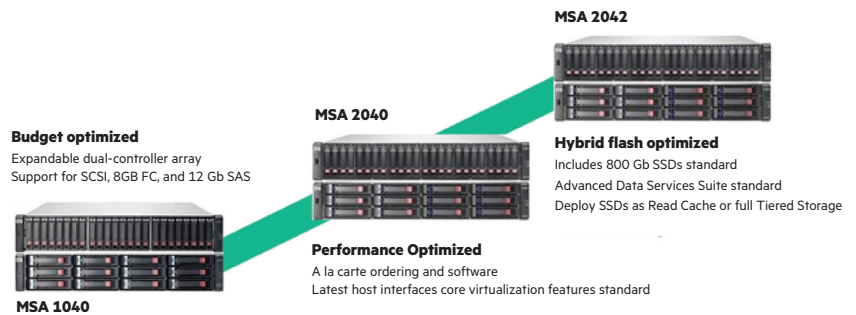 MSA 2042
MSA 2040
Budget optimized
Expandable dual-controller array
Support for SCSI, 8GB FC, and 12 Gb SAS
Hybrid flash optimized
Includes 800 Gb SSDs standard
Advanced Data Services Suite standard
Deploy SSDs as Read Cache or full Tiered Storage
Performance Optimized
A la carte ordering and software
Latest host interfaces core virtualization features standard
MSA 1040